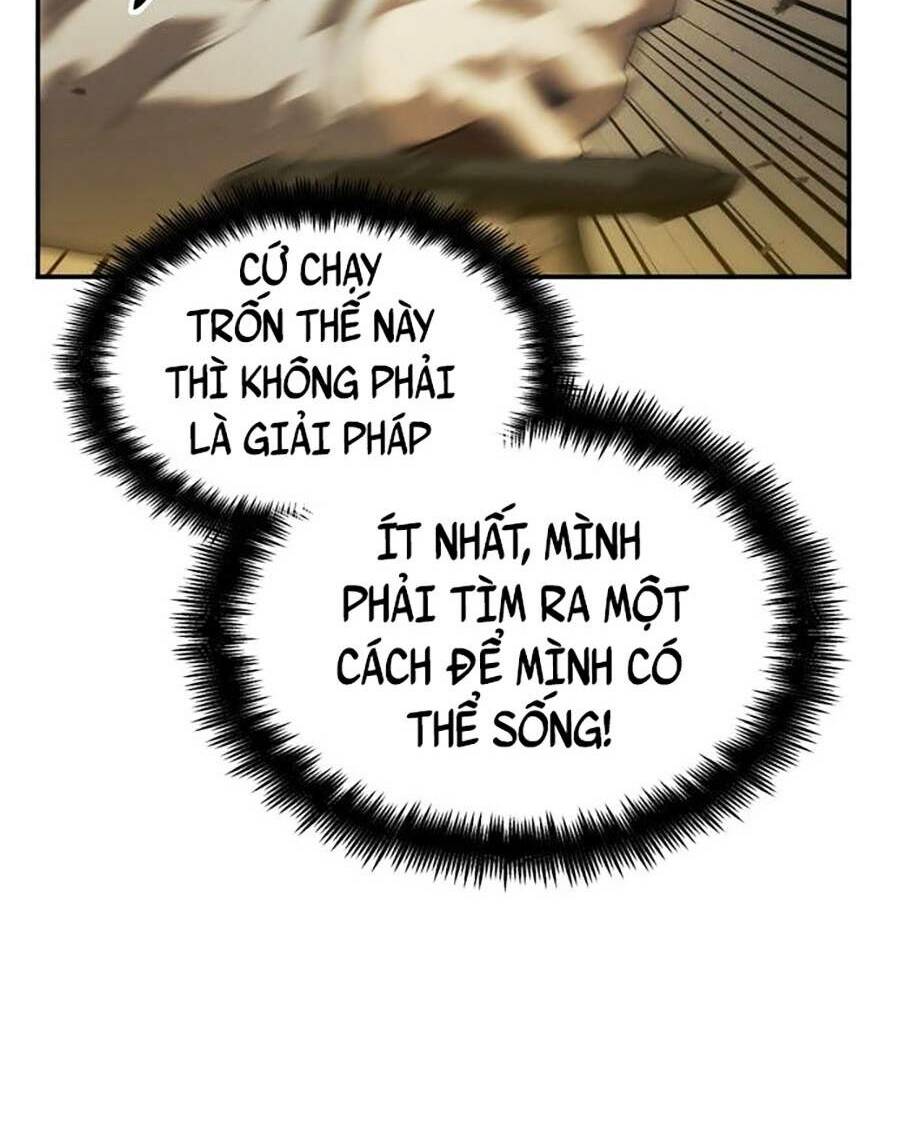 CỨ CHẠY
TRỐN THẾ NÀY
THÌ KHÔNG PHẢI
LÀ GIẢI PHÁP
ÍT NHẤT, MÌNH
PHẢI TÌM RA MỘT
CÁCH ĐỂ MÌNH CÓ
THỂ SỐNG!